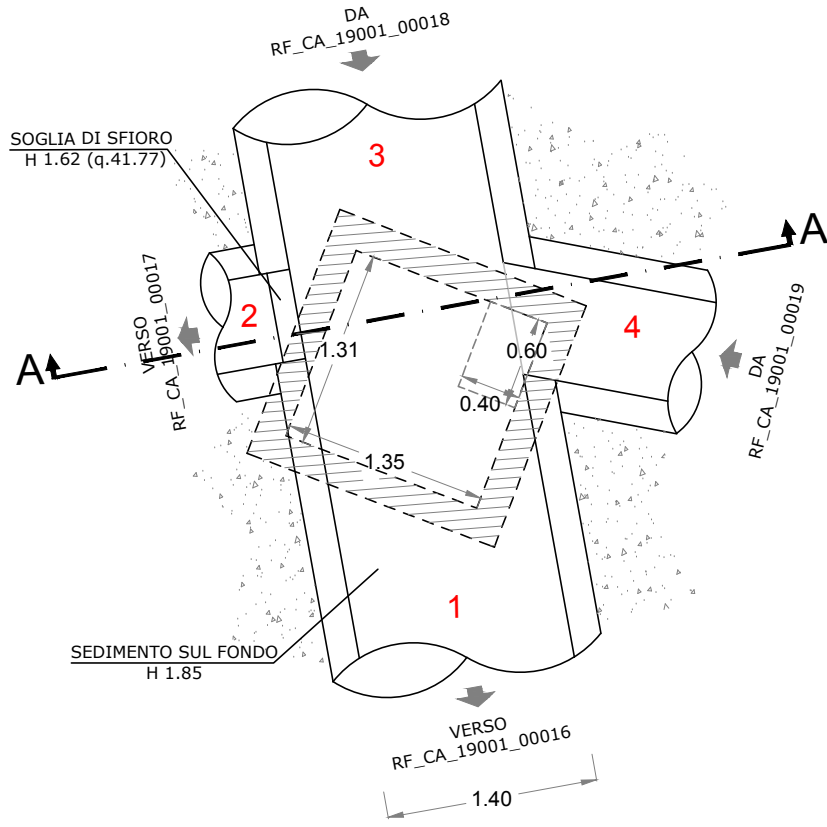 DA
RF_CA_19001_00018
SOGLIA DI SFIORO
H 1.62 (q.41.77)
3
A
VERSO
RF_CA_19001_00017
2
4
1.31
0.60
0.40
1.35
A
DA
RF_CA_19001_00019
1
SEDIMENTO SUL FONDO
H 1.85
VERSO
RF_CA_19001_00016
1.40